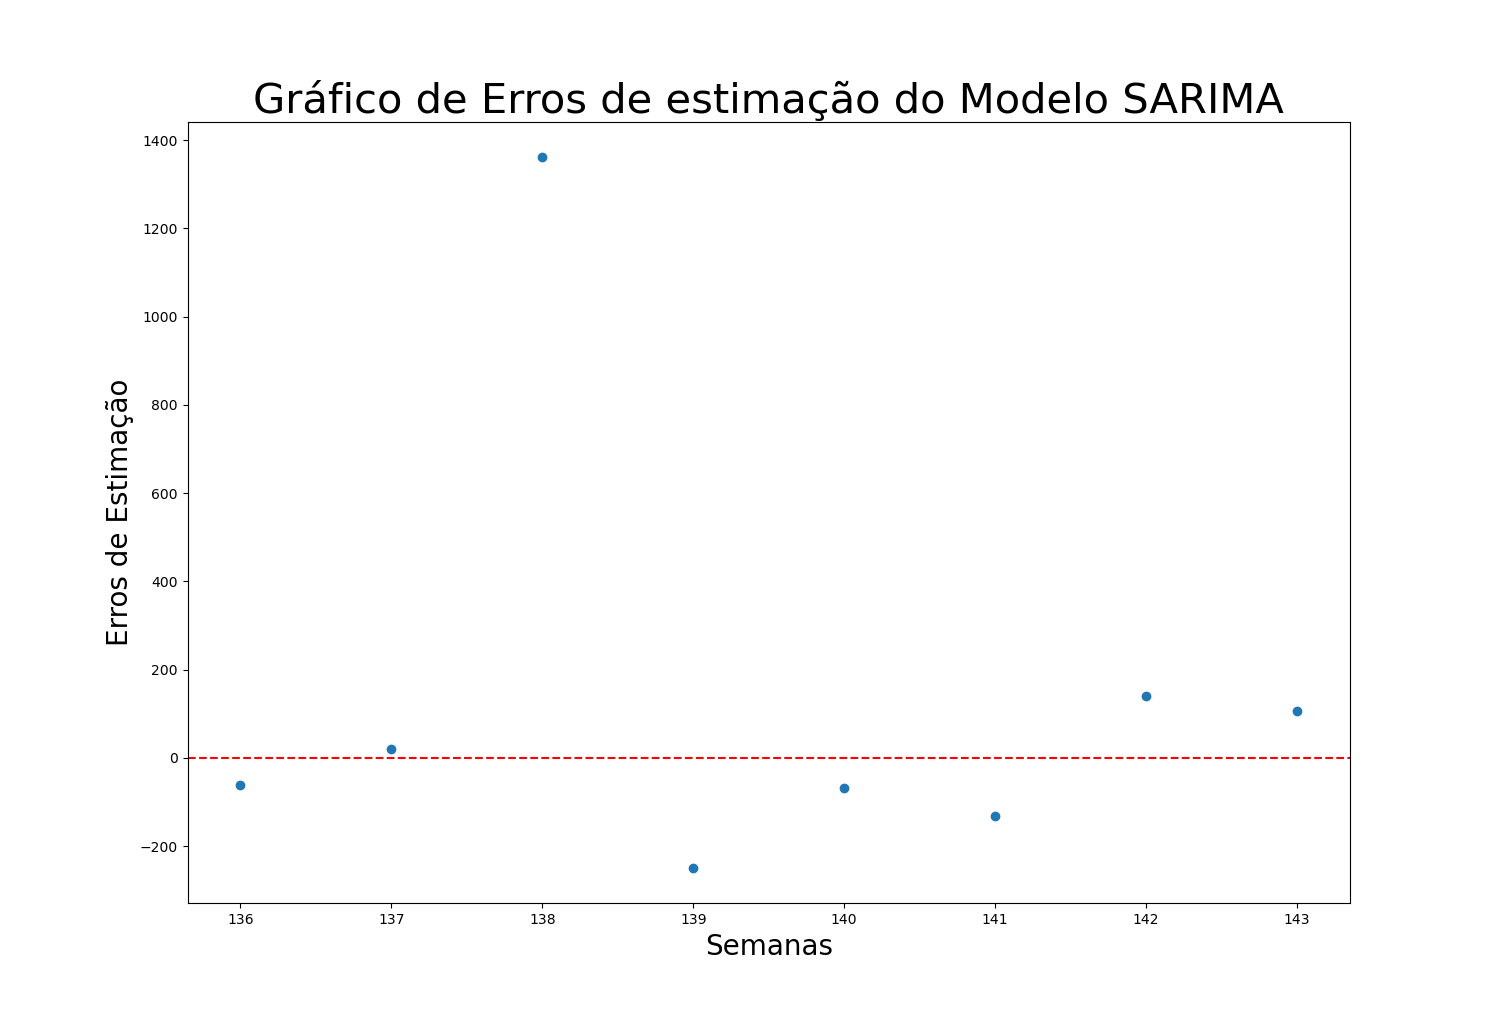 Gráfico de Erros de estimação do Modelo SARIMA
1400
1200
1000
800
600
400
200
0
−200
Erros de Estimação
136 137 138 139 140 141 142 143
Semanas